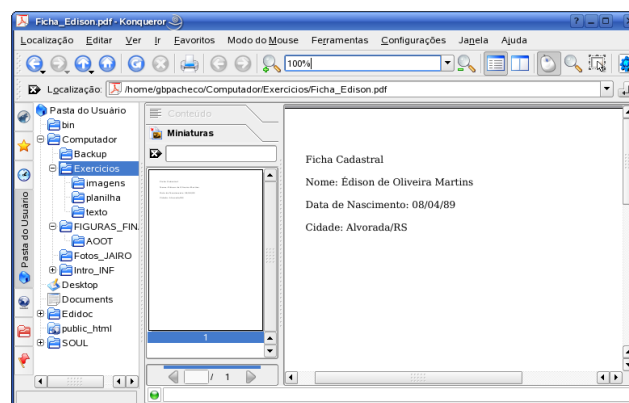 Ficha_Edison.pdf - Konqueror
Localização Editar Ver Ir Favoritos Modo do Mouse Ferramentas Configurações Janela Ajuda
100%
Localização: /home/gbpacheco/Computador/Exercicios/Ficha_Edison.pdf
Pasta do Usuário
Pasta do Usuário
bin
Computador
Backup
Exercicios
imagens
planilha
texto
FIGURAS_FIN
AOOT
Fotos_JAIRO
Intro_INF
Desktop
Documents
Edidoc
public_html
SOUL
Conteúdo
Miniaturas
1
/ 1
Ficha Cadastral
Nome: Édison de Oliveira Martins
Data de Nascimento: 08/04/89
Cidade: Alvorada/RS